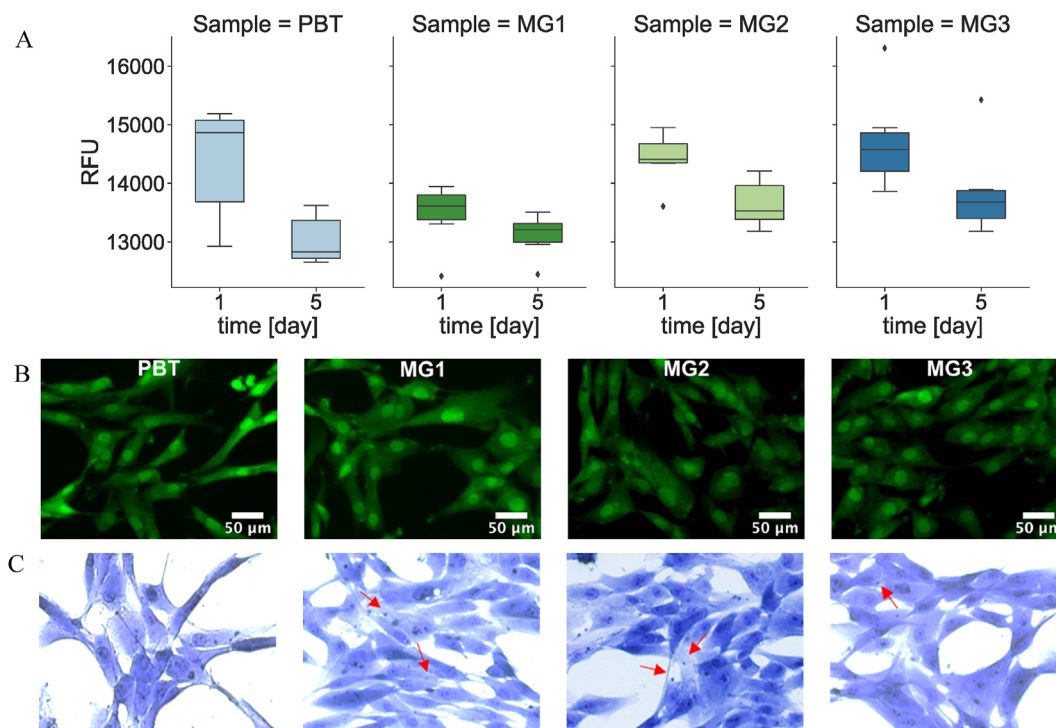 A
Sample = PBT
Sample = MG1
Sample = MG2
Sample = MG3
RFU
16000
15000
14000
13000
1 5
1 5
1 5
1 5
time [day]
time [day]
time [day]
time [day]
B
PBT
MG1
MG2
MG3
50 µm
50 µm
50 µm
50 µm
C